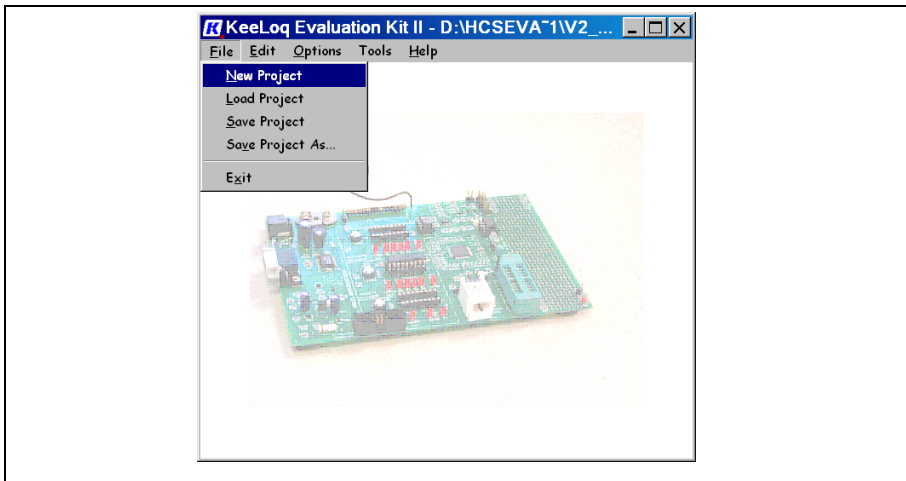 KeeLoq Evaluation Kit II - D:\HCSEVA~1\V2_...
File Edit Options Tools Help
New Project
Load Project
Save Project
Save Project As...
Exit